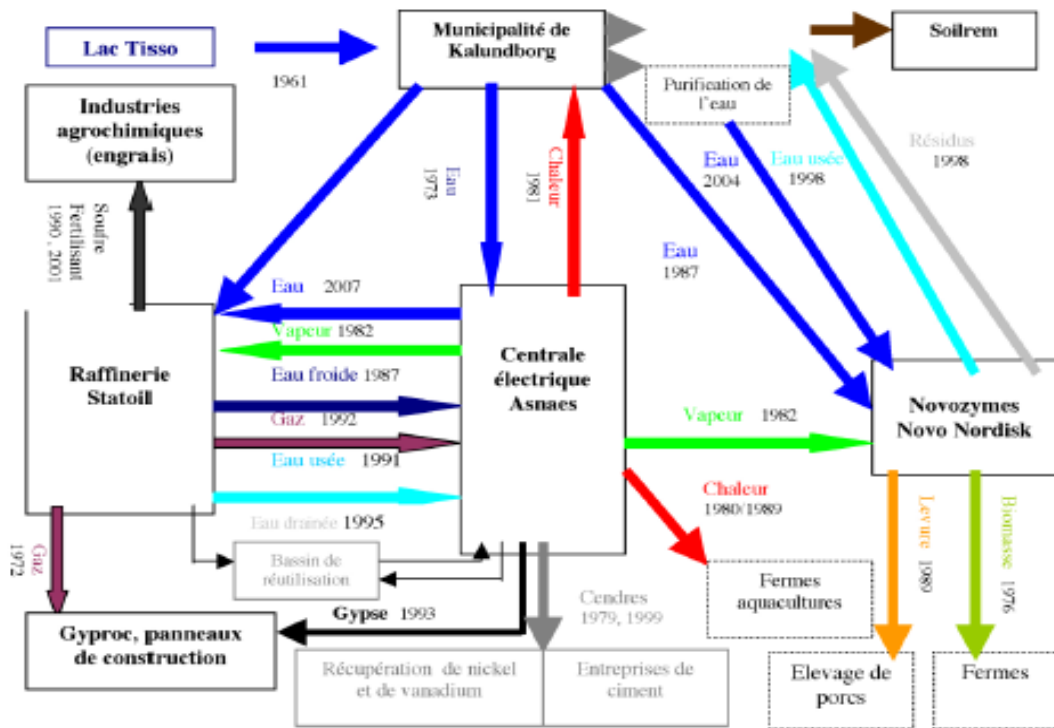 Lac Tisso
1961
Municipalité de
Kalundborg
Soilrem
Purification de
l'eau
Industries
agrochimiques
(engrais)
Soufre
Fertilisant
1990, 2001
Eau
1973
Chaleur
1981
Eau
2004
Eau usée
1998
Résidus
1998
Eau
1987
Eau 2007
Vapeur 1982
Eau froide 1987
Gaz 1992
Eau usée 1991
Eau drainée 1995
Raffinerie
Statoil
Centrale
électrique
Asnaes
Vapeur 1982
Novozymes
Novo Nordisk
Chaleur
1980/1989
Levure 1989
Biomasse 1976
Gaz
1972
Bassin de
réutilisation
Fermes
aquacultures
Gypse 1993
Cendres
1979, 1999
Gyproc, panneaux
de construction
Récupération de nickel
et de vanadium
Entreprises de
ciment
Elevage de
porcs
Fermes